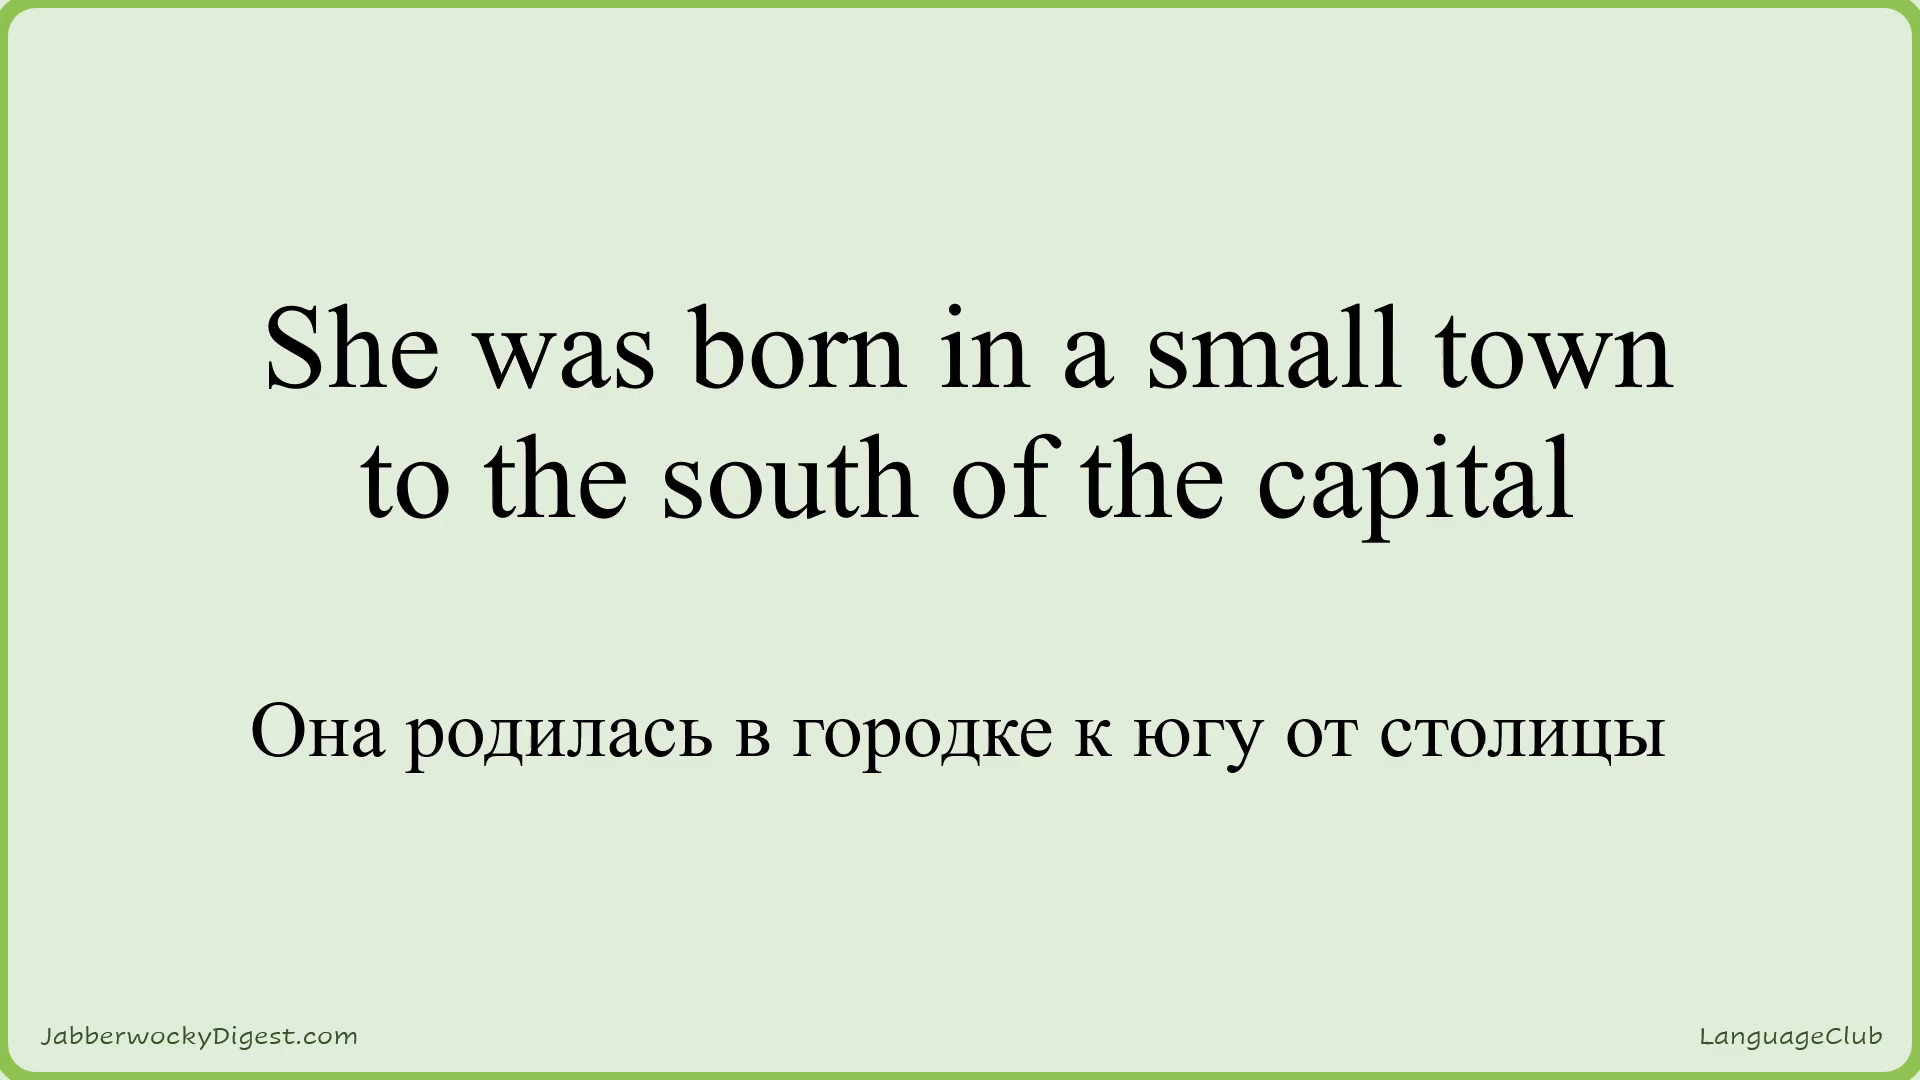 She was born in a small town
to the south of the capital
Она родилась в городке к югу от столицы
JabberwockyDigest.com
LanguageClub